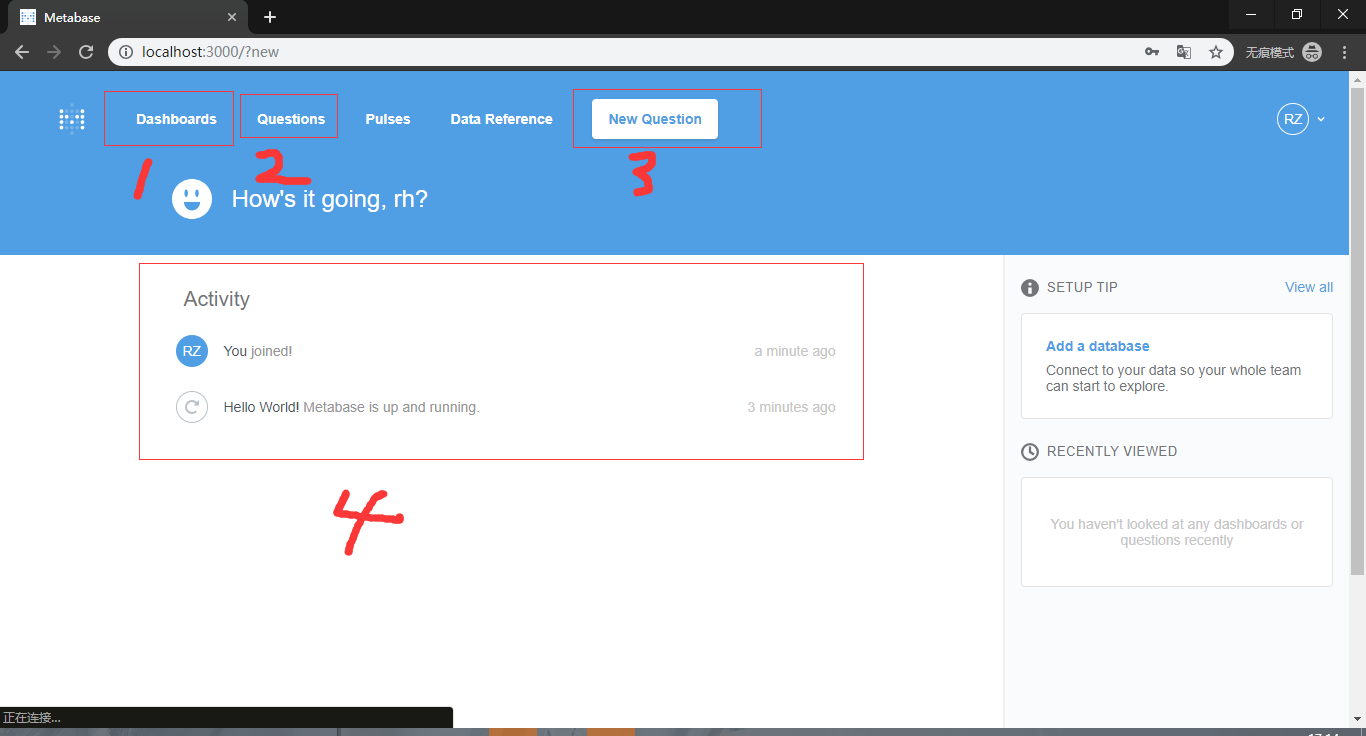 Metabase
localhost:3000/?new
无痕模式
Dashboards
Questions
Pulses
Data Reference
New Question
RZ
1
2
3
How's it going, rh?
Activity
RZ
You joined!
a minute ago
Hello World! Metabase is up and running.
3 minutes ago
4
SETUP TIP
View all
Add a database
Connect to your data so your whole team
can start to explore.
RECENTLY VIEWED
You haven't looked at any dashboards or
questions recently
正在连接...